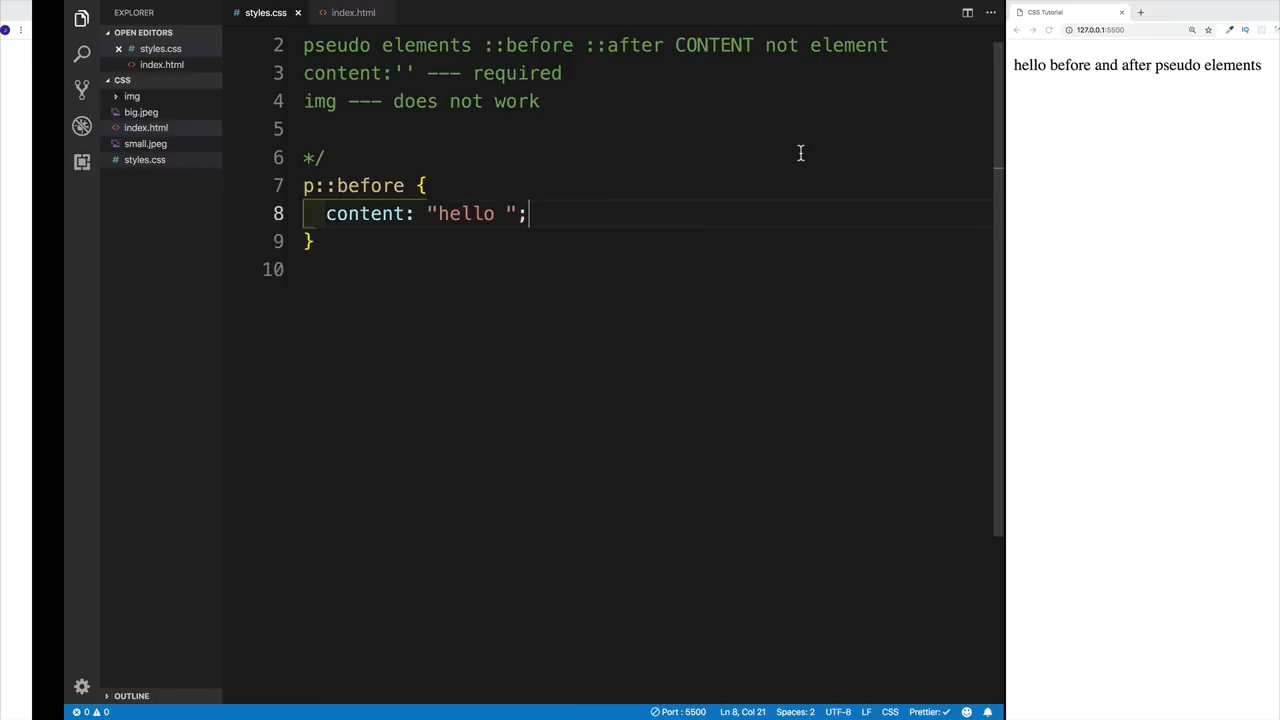 EXPLORER
OPEN EDITORS
styles.css
index.html
CSS
img
big.jpeg
index.html
small.jpeg
styles.css
OUTLINE
styles.css
index.html
2 pseudo elements ::before ::after CONTENT not element
3 content:'' --- required
4 img --- does not work
5
6 */
7 p::before {
8 content: "hello ";
9 }
10
0 0
Port : 5500
Ln 8, Col 21
Spaces: 2
UTF-8
LF
CSS
Prettier: ✓
CSS Tutorial
127.0.0.1:5500
IQ
hello before and after pseudo elements